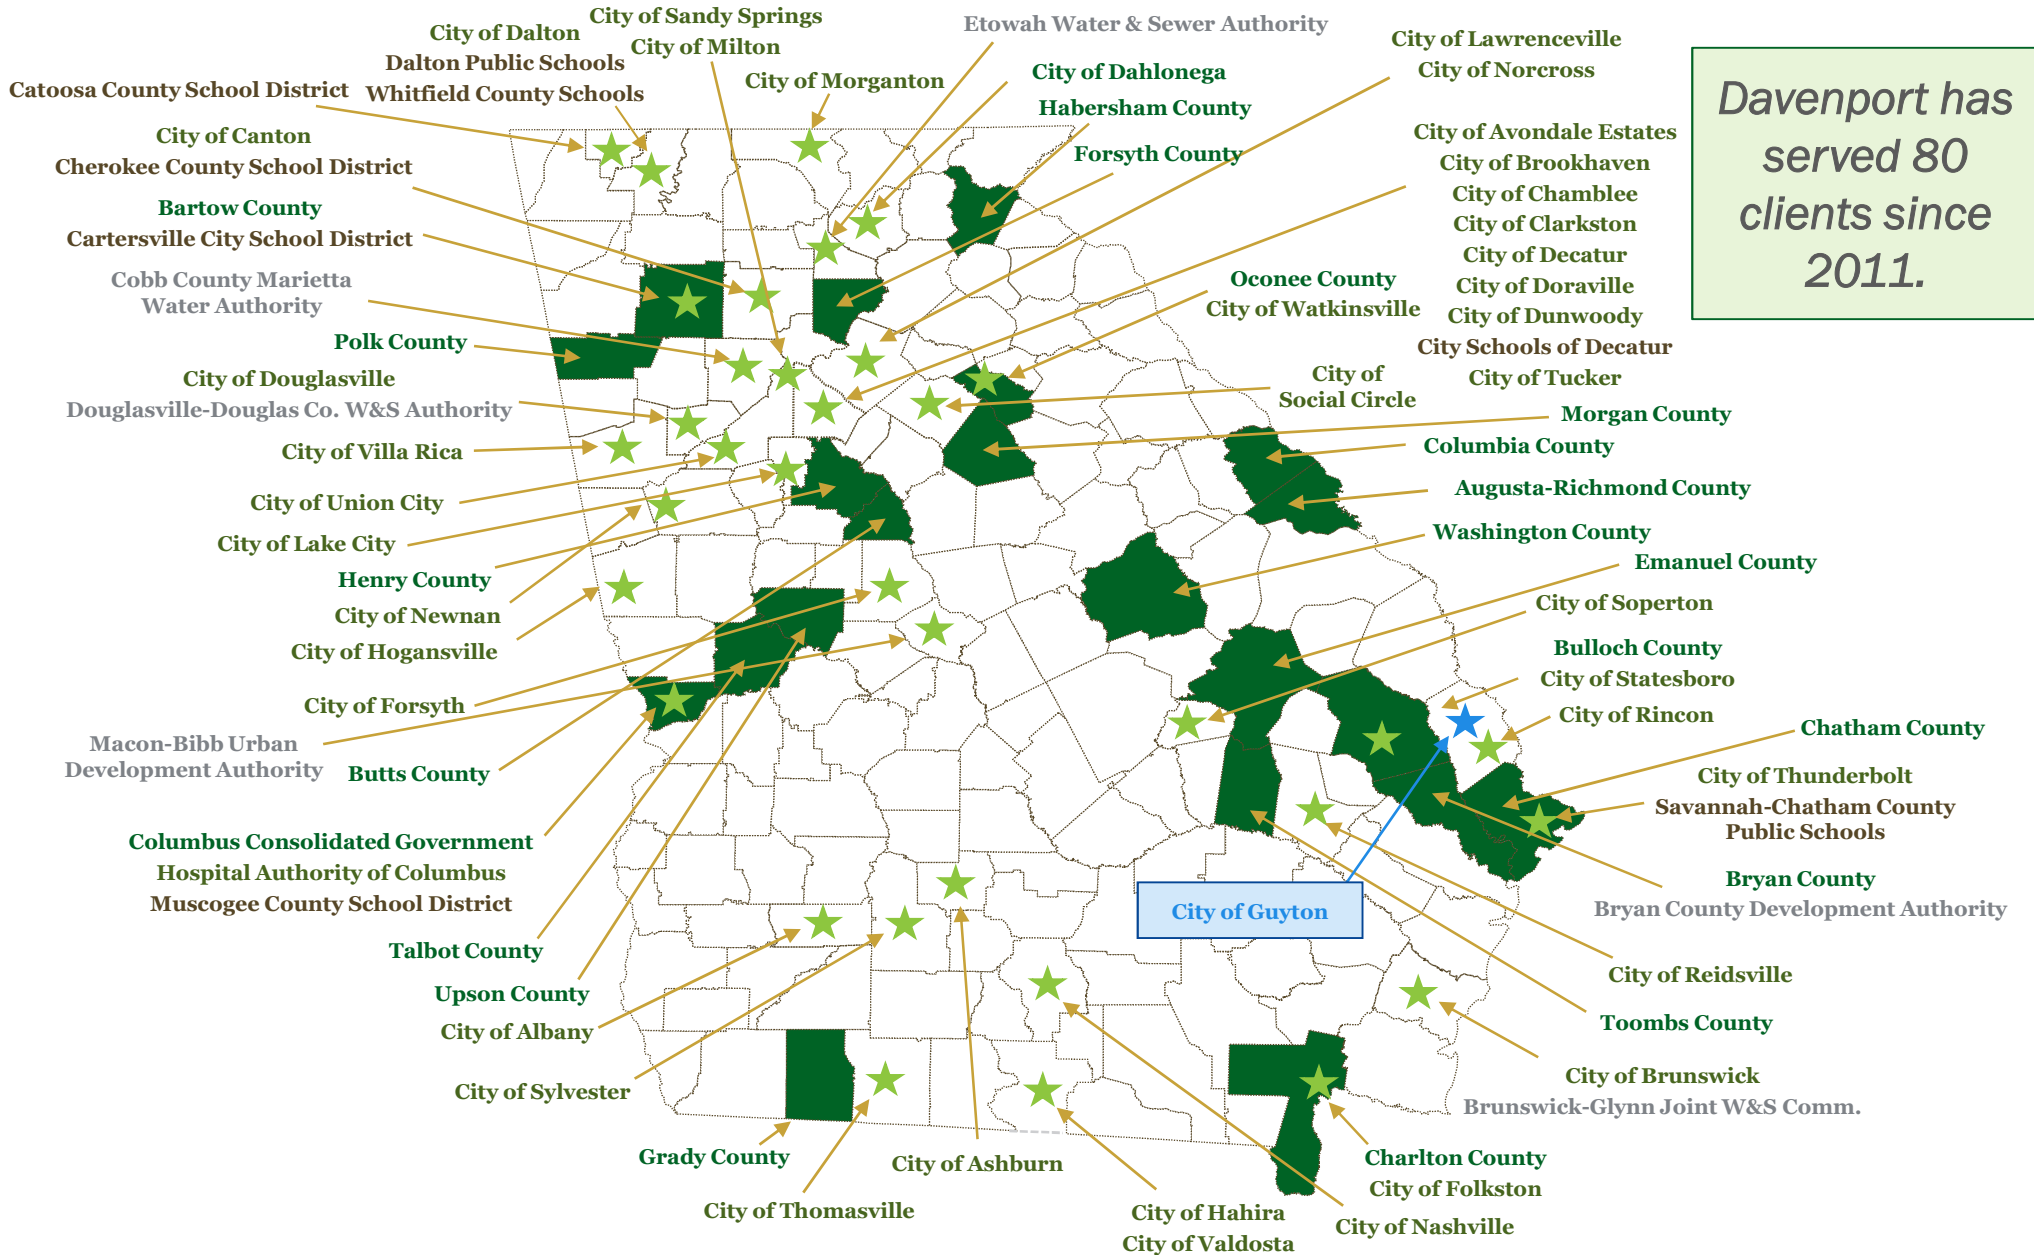 City of Sandy Springs
City of Milton
Etowah Water & Sewer Authority
City of Dalton
Dalton Public Schools
Whitfield County Schools
City of Morganton
City of Dahlonega
Habersham County
Forsyth County
City of Lawrenceville
City of Norcross
Davenport has
served 80
clients since
2011.
Catoosa County School District
City of Canton
Cherokee County School District
Bartow County
Cartersville City School District
Cobb County Marietta
Water Authority
Polk County
City of Douglasville
Douglasville-Douglas Co. W&S Authority
City of Villa Rica
City of Union City
City of Lake City
Henry County
City of Newnan
City of Hogansville
City of Forsyth
Macon-Bibb Urban
Development Authority
Butts County
Columbus Consolidated Government
Hospital Authority of Columbus
Muscogee County School District
Talbot County
Upson County
City of Albany
City of Sylvester
Grady County
City of Thomasville
City of Ashburn
City of Hahira
City of Valdosta
City of Nashville
Charlton County
City of Folkston
City of Avondale Estates
City of Brookhaven
City of Chamblee
City of Clarkston
City of Decatur
City of Doraville
City of Dunwoody
City Schools of Decatur
City of Tucker
Oconee County
City of Watkinsville
City of
Social Circle
Morgan County
Columbia County
Augusta-Richmond County
Washington County
Emanuel County
City of Soperton
Bulloch County
City of Statesboro
City of Rincon
Chatham County
City of Thunderbolt
Savannah-Chatham County
Public Schools
Bryan County
Bryan County Development Authority
City of Guyton
City of Reidsville
Toombs County
City of Brunswick
Brunswick-Glynn Joint W&S Comm.